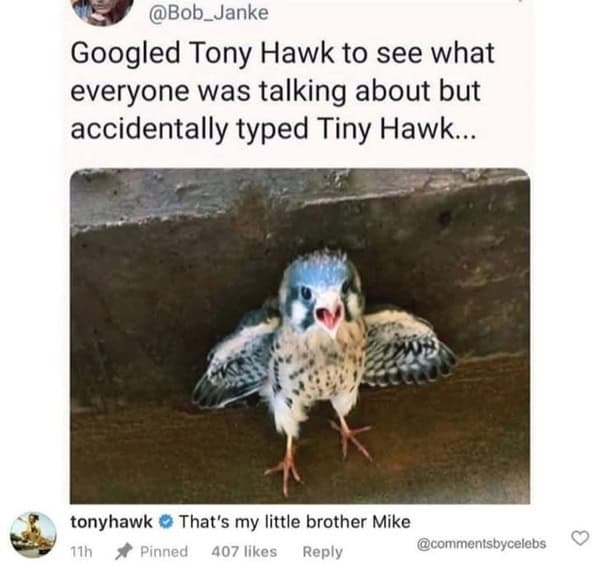 @Bob_Janke
Googled Tony Hawk to see what
everyone was talking about but
accidentally typed Tiny Hawk...
tonyhawk That's my little brother Mike
11h Pinned 407 likes Reply
@commentsbycelebs